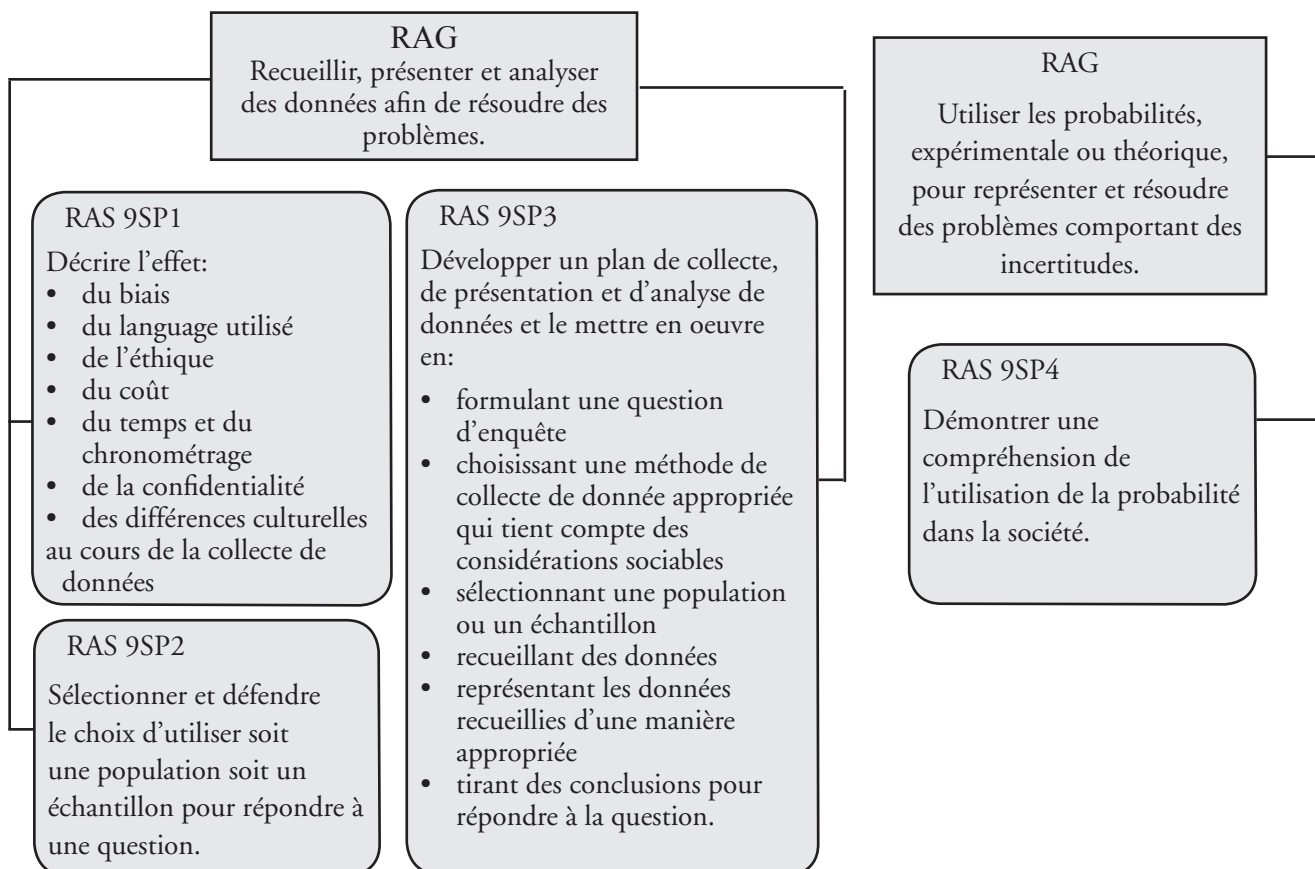 RAG
Recueillir, présenter et analyser
des données afin de résoudre des
problèmes.
RAS 9SP1
Décrire l'effet:
• du biais
• du language utilisé
• de l'éthique
• du coût
• du temps et du
chronométrage
• de la confidentialité
• des différences culturelles
au cours de la collecte de
données
RAS 9SP2
Sélectionner et défendre
le choix d'utiliser soit
une population soit un
échantillon pour répondre à
une question.
RAS 9SP3
Développer un plan de collecte,
de présentation et d'analyse de
données et le mettre en oeuvre
en:
• formulant une question
d'enquête
• choisissant une méthode de
collecte de donnée appropriée
qui tient compte des
considérations sociables
• sélectionnant une population
ou un échantillon
• recueillant des données
• représentant les données
recueillies d'une manière
appropriée
• tirant des conclusions pour
répondre à la question.
RAG
Utiliser les probabilités,
expérimentale ou théorique,
pour représenter et résoudre
des problèmes comportant des
incertitudes.
RAS 9SP4
Démontrer une
compréhension de
l'utilisation de la probabilité
dans la société.